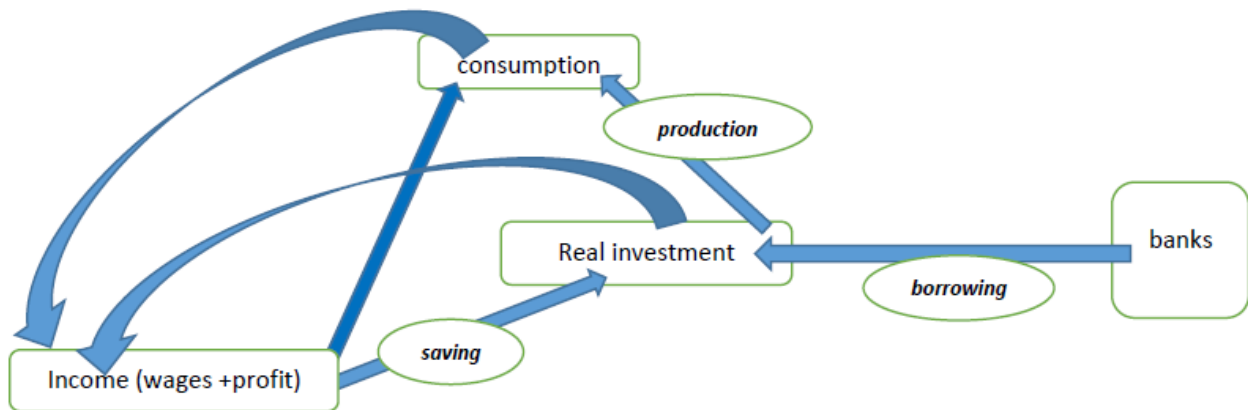 consumption
production
Real investment
banks
borrowing
saving
Income (wages +profit)